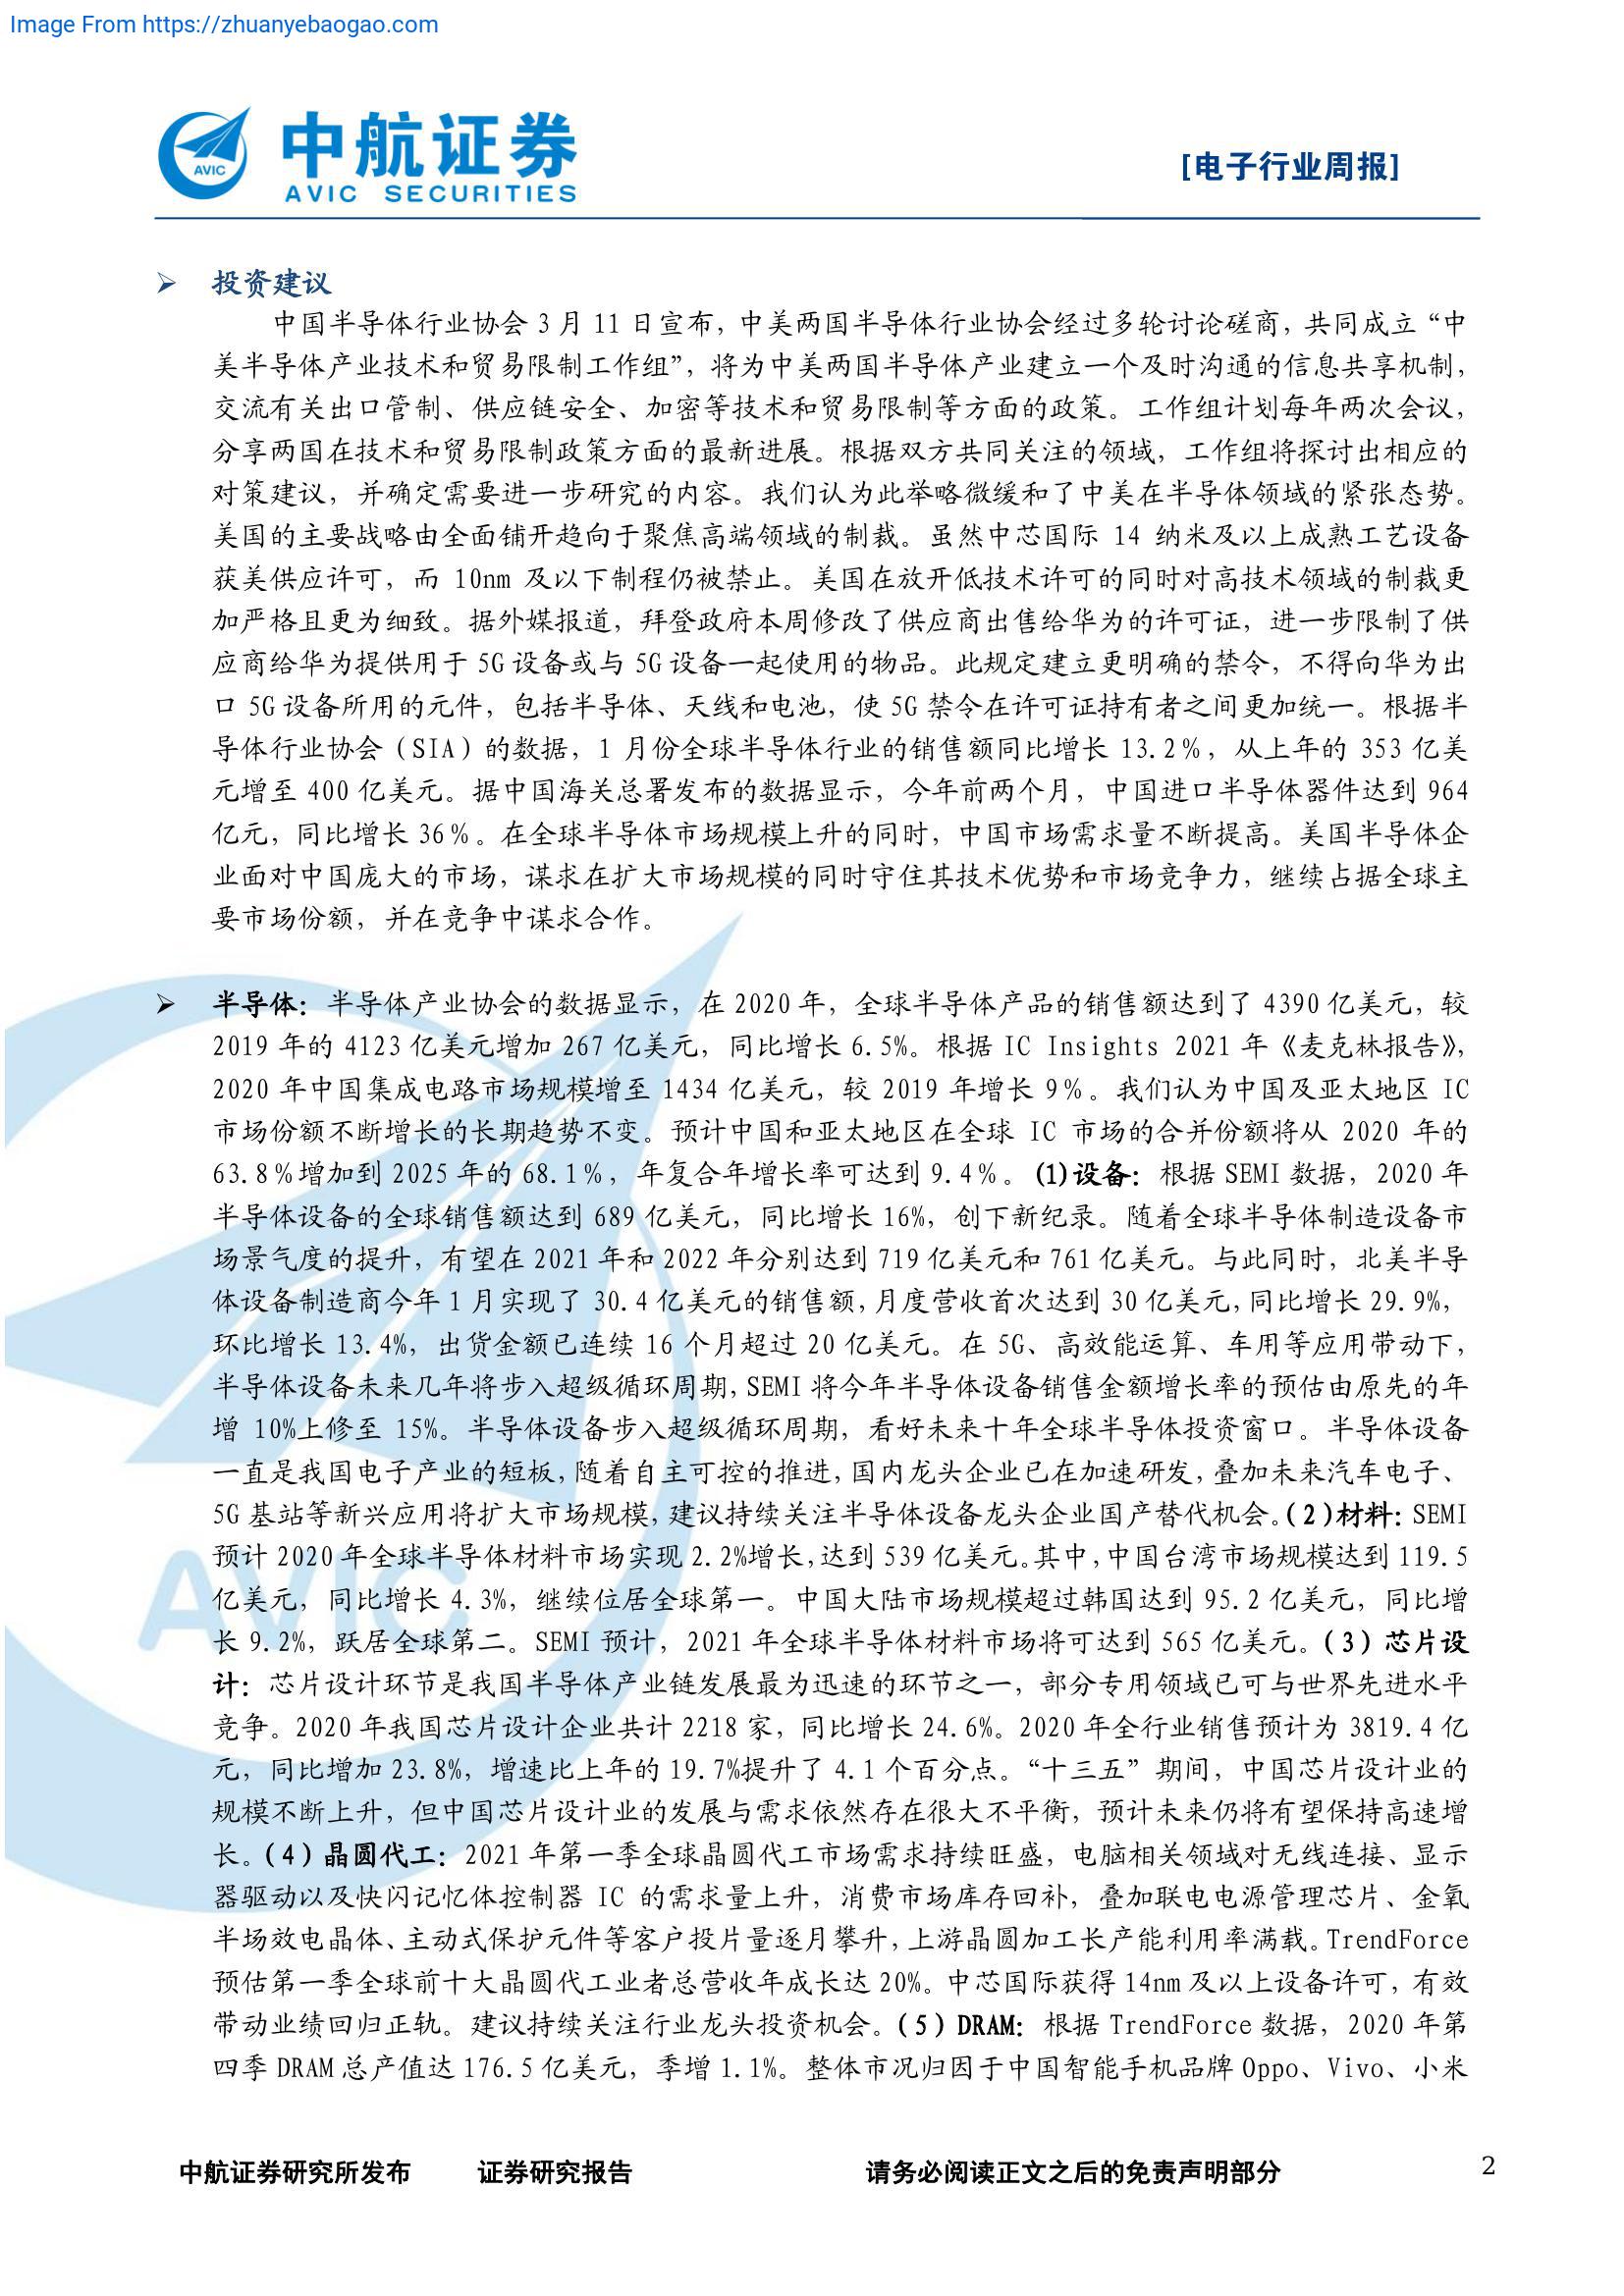 Image From https://zhuanyebaogao.com
中航证券
AVIC SECURITIES
AVIC
[电子行业周报]
➢ 投资建议
中国半导体行业协会 3 月 11 日宣布，中美两国半导体行业协会经过多轮讨论磋商，共同成立“中
美半导体产业技术和贸易限制工作组”，将为中美两国半导体产业建立一个及时沟通的信息共享机制，
交流有关出口管制、供应链安全、加密等技术和贸易限制等方面的政策。工作组计划每年两次会议，
分享两国在技术和贸易限制政策方面的最新进展。根据双方共同关注的领域，工作组将探讨出相应的
对策建议，并确定需要进一步研究的内容。我们认为此举略微缓和了中美在半导体领域的紧张态势。
美国的主要战略由全面铺开趋向于聚焦高端领域的制裁。虽然中芯国际 14 纳米及以上成熟工艺设备
获美供应许可，而 10nm 及以下制程仍被禁止。美国在放开低技术许可的同时对高技术领域的制裁更
加严格且更为细致。据外媒报道，拜登政府本周修改了供应商出售给华为的许可证，进一步限制了供
应商给华为提供用于 5G 设备或与 5G 设备一起使用的物品。此规定建立更明确的禁令，不得向华为出
口 5G 设备所用的元件，包括半导体、天线和电池，使 5G 禁令在许可证持有者之间更加统一。根据半
导体行业协会（SIA）的数据，1 月份全球半导体行业的销售额同比增长 13.2%，从上年的 353 亿美
元增至 400 亿美元。据中国海关总署发布的数据显示，今年前两个月，中国进口半导体器件达到 964
亿元，同比增长 36%。在全球半导体市场规模上升的同时，中国市场需求量不断提高。美国半导体企
业面对中国庞大的市场，谋求在扩大市场规模的同时守住其技术优势和市场竞争力，继续占据全球主
要市场份额，并在竞争中谋求合作。
➢ 半导体：半导体产业协会的数据显示，在 2020 年，全球半导体产品的销售额达到了 4390 亿美元，较
2019 年的 4123 亿美元增加 267 亿美元，同比增长 6.5%。根据 IC Insights 2021 年《麦克林报告》，
2020 年中国集成电路市场规模增至 1434 亿美元，较 2019 年增长 9%。我们认为中国及亚太地区 IC
市场份额不断增长的长期趋势不变。预计中国和亚太地区在全球 IC 市场的合并份额将从 2020 年的
63.8%增加到 2025 年的 68.1%，年复合年增长率可达到 9.4%。(1)设备：根据 SEMI 数据，2020 年
半导体设备的全球销售额达到 689 亿美元，同比增长 16%，创下新纪录。随着全球半导体制造设备市
场景气度的提升，有望在 2021 年和 2022 年分别达到 719 亿美元和 761 亿美元。与此同时，北美半导
体设备制造商今年 1 月实现了 30.4 亿美元的销售额，月度营收首次达到 30 亿美元，同比增长 29.9%，
环比增长 13.4%，出货金额已连续 16 个月超过 20 亿美元。在 5G、高效能运算、车用等应用带动下，
半导体设备未来几年将步入超级循环周期，SEMI 将今年半导体设备销售金额增长率的预估由原先的年
增 10%上修至 15%。半导体设备步入超级循环周期，看好未来十年全球半导体投资窗口。半导体设备
一直是我国电子产业的短板，随着自主可控的推进，国内龙头企业已在加速研发，叠加未来汽车电子、
5G 基站等新兴应用将扩大市场规模，建议持续关注半导体设备龙头企业国产替代机会。（2）材料：SEMI
预计 2020 年全球半导体材料市场实现 2.2%增长，达到 539 亿美元。其中，中国台湾市场规模达到 119.5
亿美元，同比增长 4.3%，继续位居全球第一。中国大陆市场规模超过韩国达到 95.2 亿美元，同比增
长 9.2%，跃居全球第二。SEMI 预计，2021 年全球半导体材料市场将可达到 565 亿美元。（3）芯片设
计：芯片设计环节是我国半导体产业链发展最为迅速的环节之一，部分专用领域已可与世界先进水平
竞争。2020 年我国芯片设计企业共计 2218 家，同比增长 24.6%。2020 年全行业销售预计为 3819.4 亿
元，同比增加 23.8%，增速比上年的 19.7%提升了 4.1 个百分点。“十三五”期间，中国芯片设计业的
规模不断上升，但中国芯片设计业的发展与需求依然存在很大不平衡，预计未来仍将有望保持高速增
长。（4）晶圆代工：2021 年第一季全球晶圆代工市场需求持续旺盛，电脑相关领域对无线连接、显示
器驱动以及快闪记忆体控制器 IC 的需求量上升，消费市场库存回补，叠加联电电源管理芯片、金氧
半场效电晶体、主动式保护元件等客户投片量逐月攀升，上游晶圆加工长产能利用率满载。TrendForce
预估第一季全球前十大晶圆代工业者总营收年成长达 20%。中芯国际获得 14nm 及以上设备许可，有效
带动业绩回归正轨。建议持续关注行业龙头投资机会。（5）DRAM：根据 TrendForce 数据，2020 年第
四季 DRAM 总产值达 176.5 亿美元，季增 1.1%。整体市况归因于中国智能手机品牌 Oppo、Vivo、小米
AVIC
中航证券研究所发布 证券研究报告 请务必阅读正文之后的免责声明部分 2